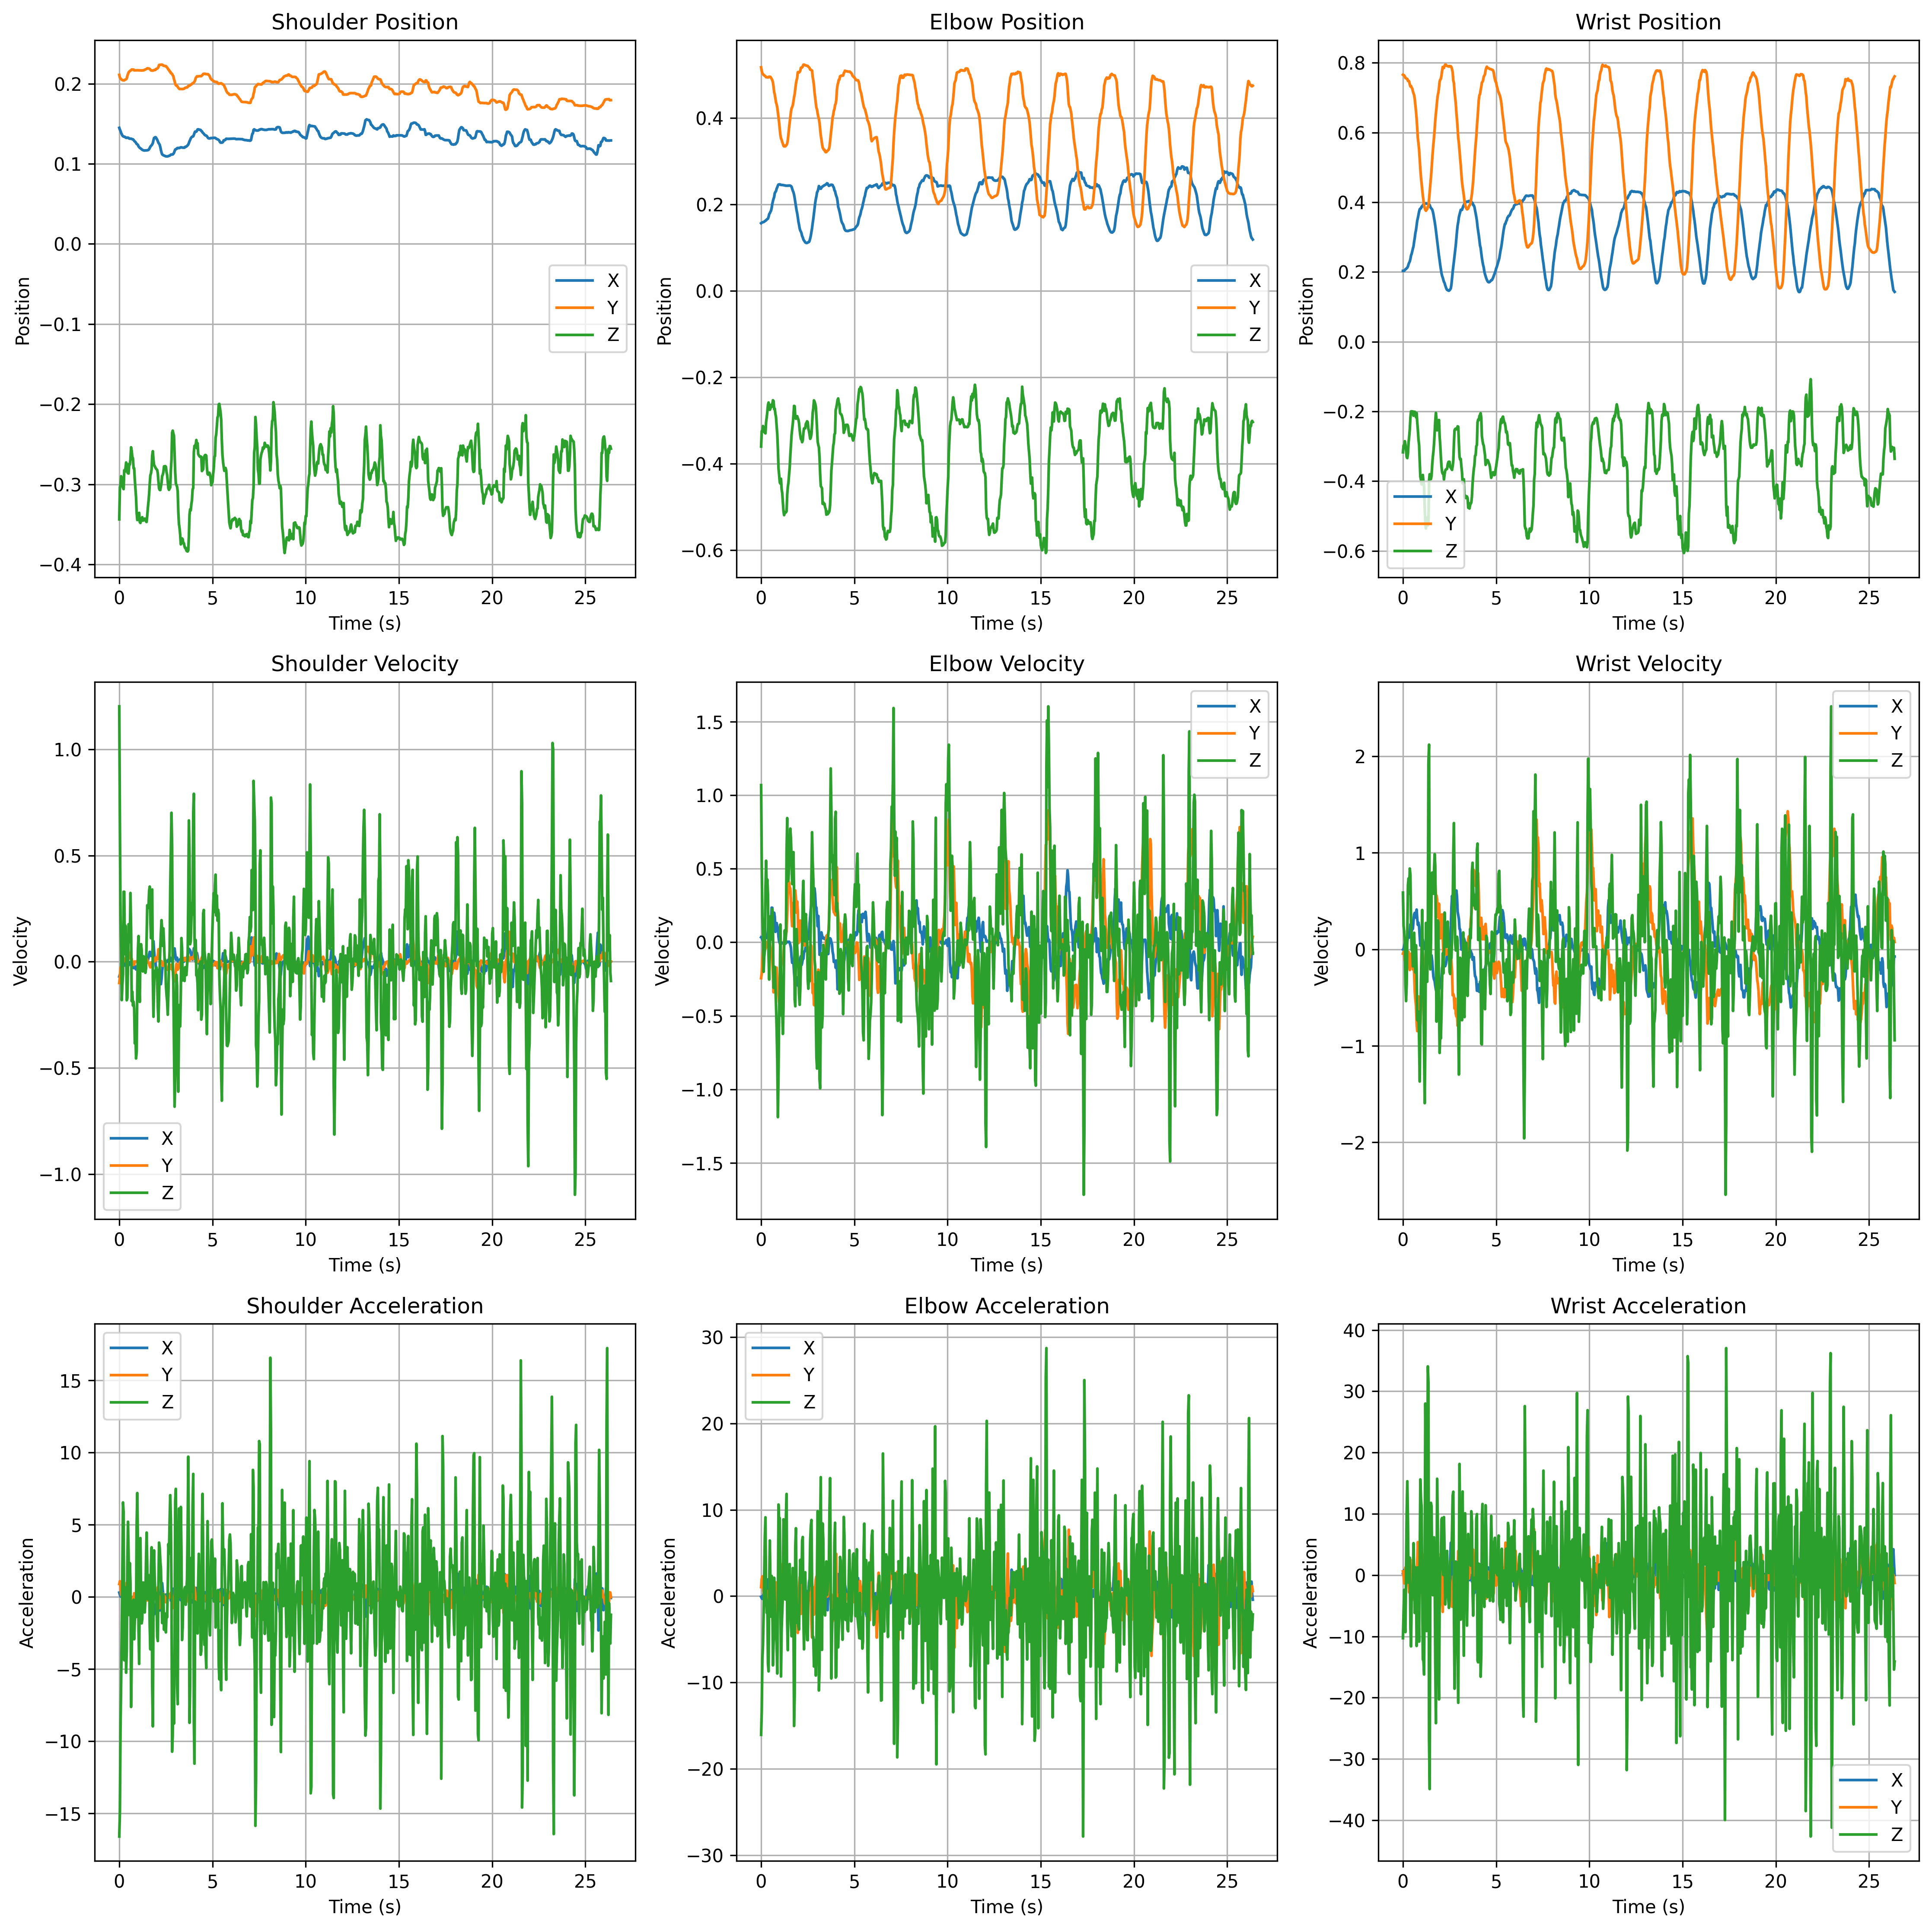 Shoulder Position
Elbow Position
Wrist Position
Position
0.2
0.1
0.0
−0.1
−0.2
−0.3
−0.4
X
Y
Z
0 5 10 15 20 25
Time (s)
Position
0.4
0.2
0.0
−0.2
−0.4
−0.6
X
Y
Z
0 5 10 15 20 25
Time (s)
Position
0.8
0.6
0.4
0.2
0.0
−0.2
−0.4
−0.6
X
Y
Z
0 5 10 15 20 25
Time (s)
Shoulder Velocity
Elbow Velocity
Wrist Velocity
Velocity
1.0
0.5
0.0
−0.5
−1.0
X
Y
Z
0 5 10 15 20 25
Time (s)
Velocity
1.5
1.0
0.5
0.0
−0.5
−1.0
−1.5
X
Y
Z
0 5 10 15 20 25
Time (s)
Velocity
2
1
0
−1
−2
X
Y
Z
0 5 10 15 20 25
Time (s)
Shoulder Acceleration
Elbow Acceleration
Wrist Acceleration
Acceleration
15
10
5
0
−5
−10
−15
X
Y
Z
0 5 10 15 20 25
Time (s)
Acceleration
30
20
10
0
−10
−20
−30
X
Y
Z
0 5 10 15 20 25
Time (s)
Acceleration
40
30
20
10
0
−10
−20
−30
−40
X
Y
Z
0 5 10 15 20 25
Time (s)